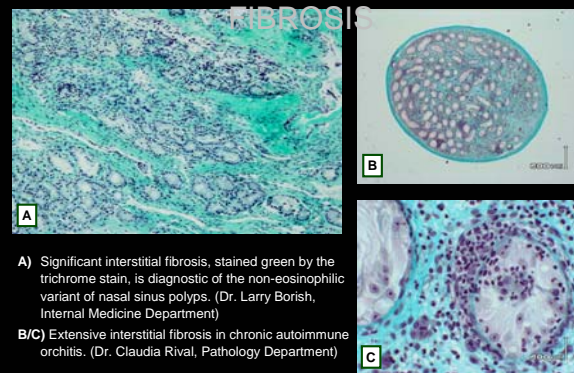 FIBROSIS
A
B
C
A) Significant interstitial fibrosis, stained green by the
trichrome stain, is diagnostic of the non-eosinophilic
variant of nasal sinus polyps. (Dr. Larry Borish,
Internal Medicine Department)
B/C) Extensive interstitial fibrosis in chronic autoimmune
orchitis. (Dr. Claudia Rival, Pathology Department)